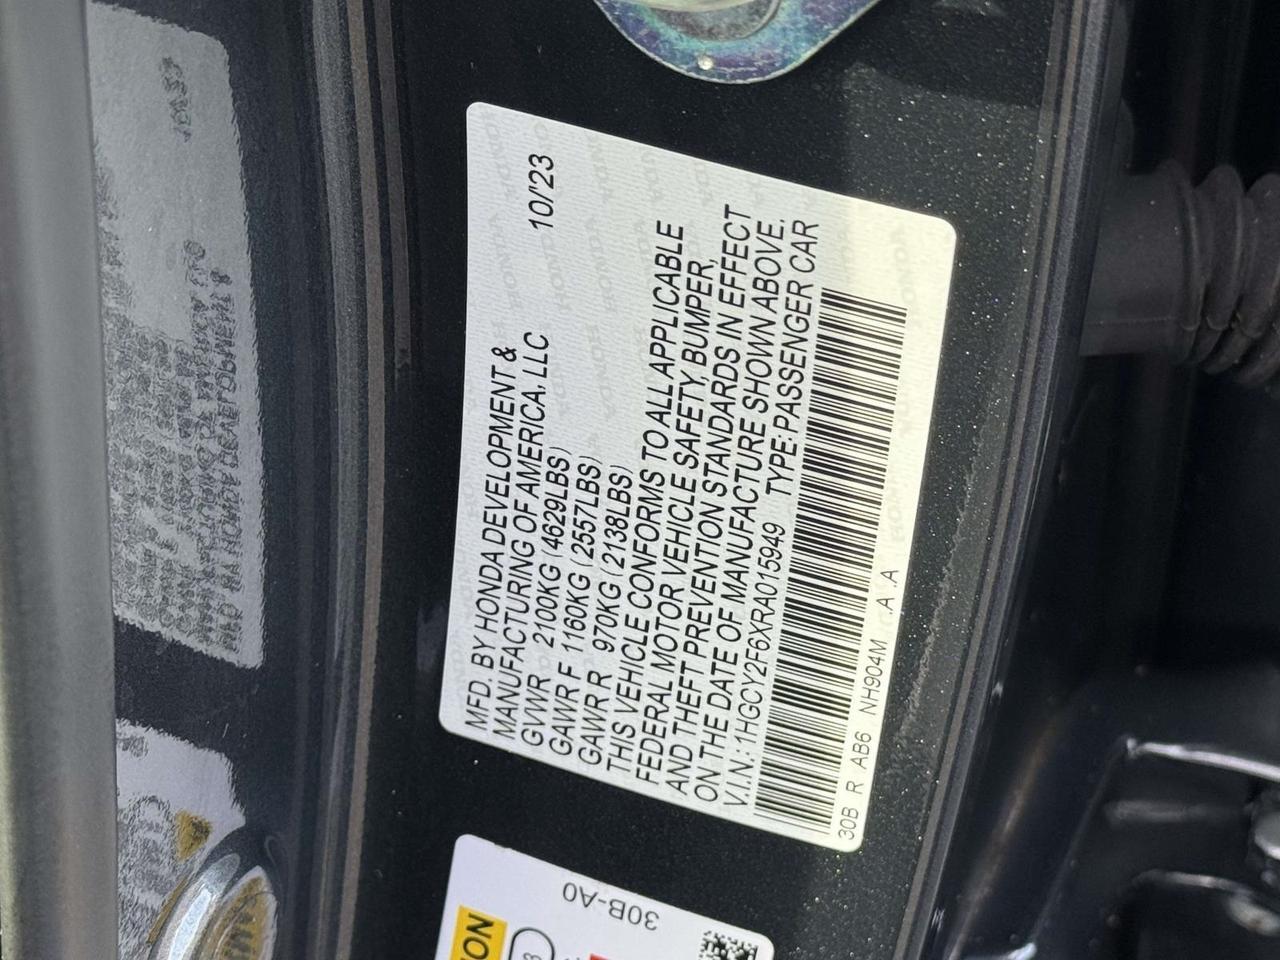 MFD. BY HONDA DEVELOPMENT &
MANUFACTURING OF AMERICA, LLC 10/'23
GVWR 2100KG (4629LBS)
GAWR F 1160KG (2557LBS)
GAWR R 970KG (2138LBS)
THIS VEHICLE CONFORMS TO ALL APPLICABLE
FEDERAL MOTOR VEHICLE SAFETY, BUMPER,
AND THEFT PREVENTION STANDARDS IN EFFECT
ON THE DATE OF MANUFACTURE SHOWN ABOVE.
V.I.N.: 1HGCY2F6XRA015949 TYPE: PASSENGER CAR
30B R AB6 NH904M A A
30B-A0